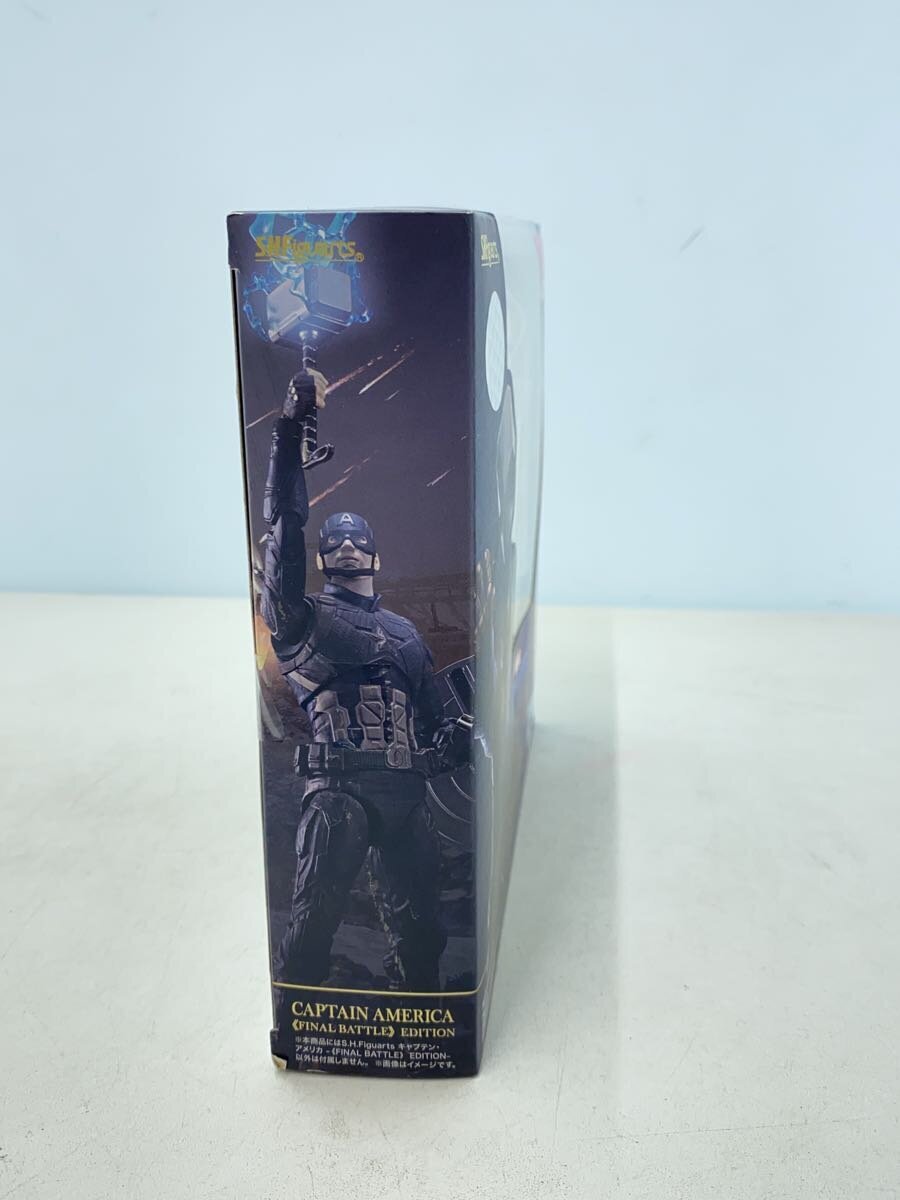 S.H.Figuarts®
S.H.Figuarts
A
CAPTAIN AMERICA
《FINAL BATTLE》 EDITION
※本商品にはS.H.Figuarts キャプテン・
アメリカ -《FINAL BATTLE》 EDITION-
以外は付属しません。 ※画像はイメージです。